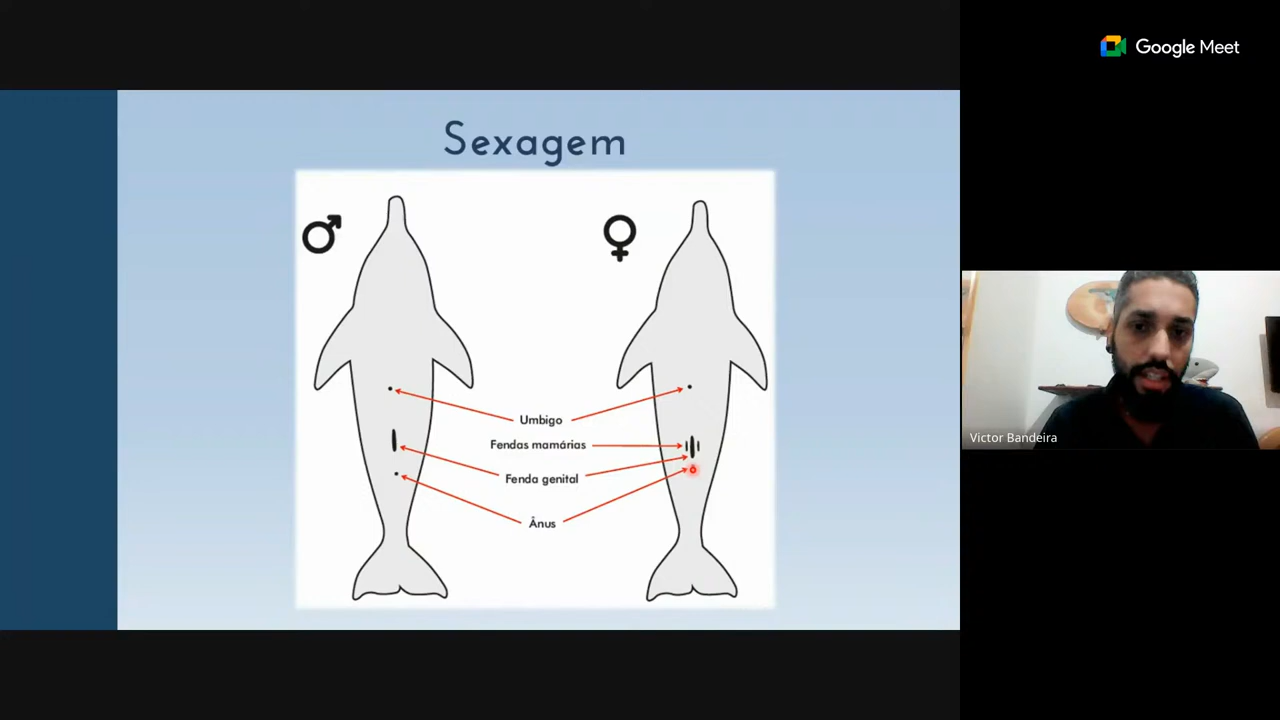 Google Meet
Sexagem
Umbigo
Fendas mamárias
Fenda genital
Ânus
Victor Bandeira